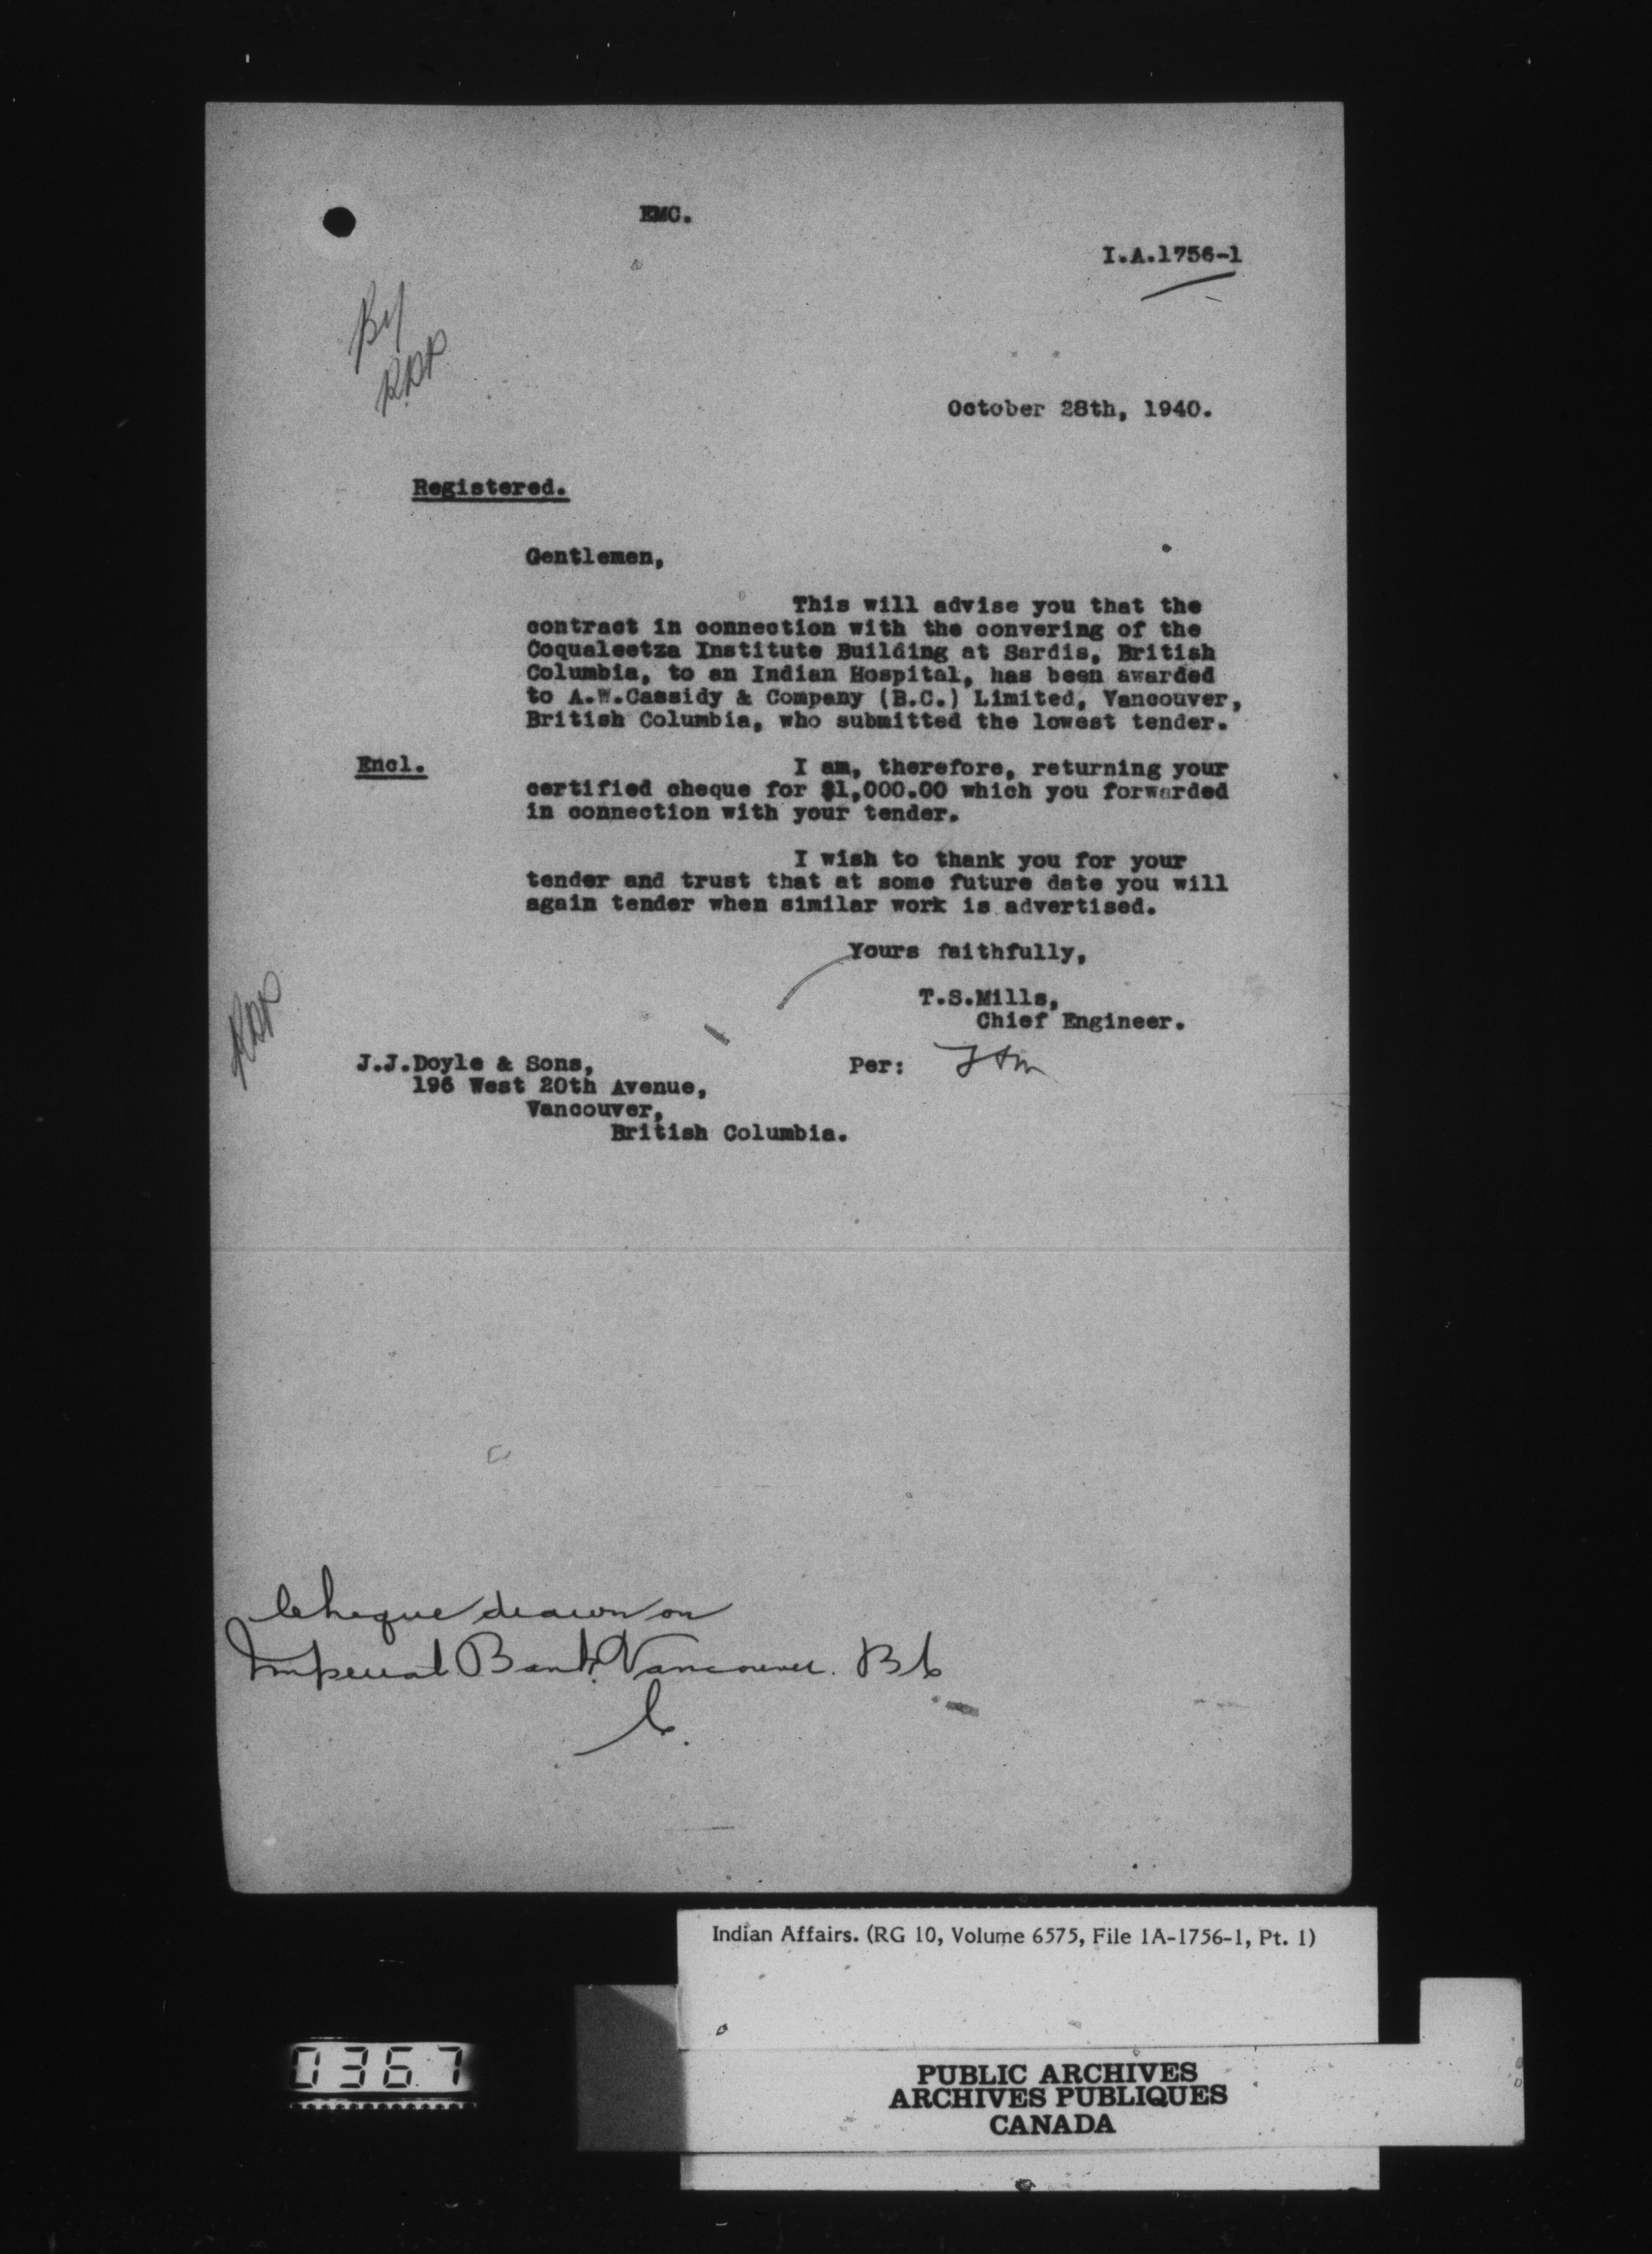 EMC.
I.A.1756-1
By
October 28th, 1940.
Registered.
Gentlemen,
This will advise you that the
contract in connection with the convering of the
Coqualeetza Institute Building at Sardis, British
Columbia, to an Indian Hospital, has been awarded
to A.W.Cassidy & Company (B.C.) Limited, Vancouver,
British Columbia, who submitted the lowest tender.
Encl.
I am, therefore, returning your
certified cheque for $1,000.00 which you forwarded
in connection with your tender.
I wish to thank you for your
tender and trust that at some future date you will
again tender when similar work is advertised.
Yours faithfully,
T.S.Mills,
Chief Engineer.
Per:
J.J.Doyle & Sons,
196 West 20th Avenue,
Vancouver,
British Columbia.
Cheque drawn on
Imperial Bank Vancouver. BC
C.
Indian Affairs. (RG 10, Volume 6575, File 1A-1756-1, Pt. 1)
0367
PUBLIC ARCHIVES
ARCHIVES PUBLIQUES
CANADA